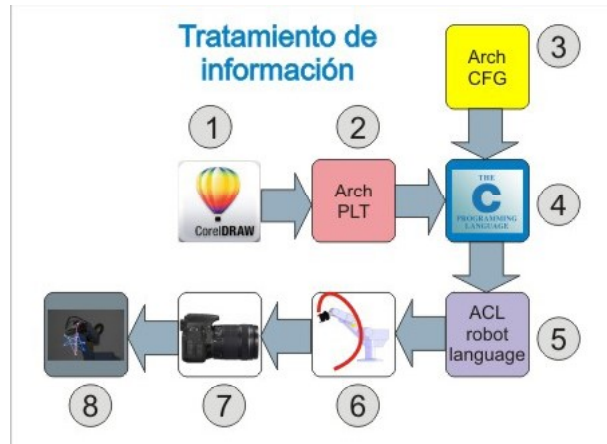 Tratamiento de
información
3
Arch
CFG
1
2
CorelDRAW
Arch
PLT
THE
C
PROGRAMMING
LANGUAGE
4
ACL
robot
language
5
8
7
6